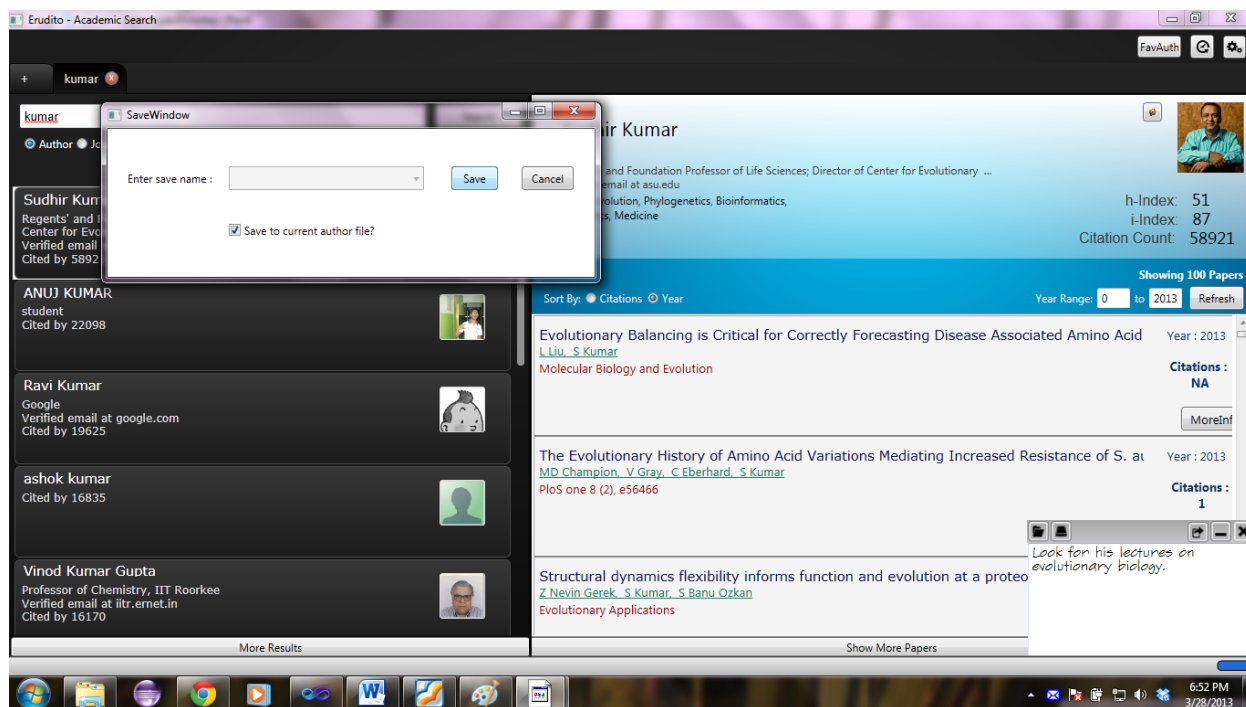 Erudito - Academic Search
FavAuth
+
kumar
kumar
Author
SaveWindow
Enter save name :
Save
Cancel
Save to current author file?
Sudhir Kum
Regents' and
Center for Evo
Verified email
Cited by 5892
ANUJ KUMAR
student
Cited by 22098
Ravi Kumar
Google
Verified email at google.com
Cited by 19625
ashok kumar
Cited by 16835
Vinod Kumar Gupta
Professor of Chemistry, IIT Roorkee
Verified email at iitr.ernet.in
Cited by 16170
More Results
ir Kumar
and Foundation Professor of Life Sciences; Director of Center for Evolutionary ...
email at asu.edu
olution, Phylogenetics, Bioinformatics,
s, Medicine
h-Index: 51
i-Index: 87
Citation Count: 58921
Showing 100 Papers
Sort By: Citations Year
Year Range: 0 to 2013 Refresh
Evolutionary Balancing is Critical for Correctly Forecasting Disease Associated Amino Acid
Year : 2013
L Liu, S Kumar
Molecular Biology and Evolution
Citations :
NA
MoreInf
The Evolutionary History of Amino Acid Variations Mediating Increased Resistance of S. au
Year : 2013
MD Champion, V Gray, C Eberhard, S Kumar
PloS one 8 (2), e56466
Citations :
1
Structural dynamics flexibility informs function and evolution at a proteo
Z Nevin Gerek, S Kumar, S Banu Ozkan
Evolutionary Applications
Look for his lectures on
evolutionary biology.
Show More Papers
6:52 PM
3/28/2013